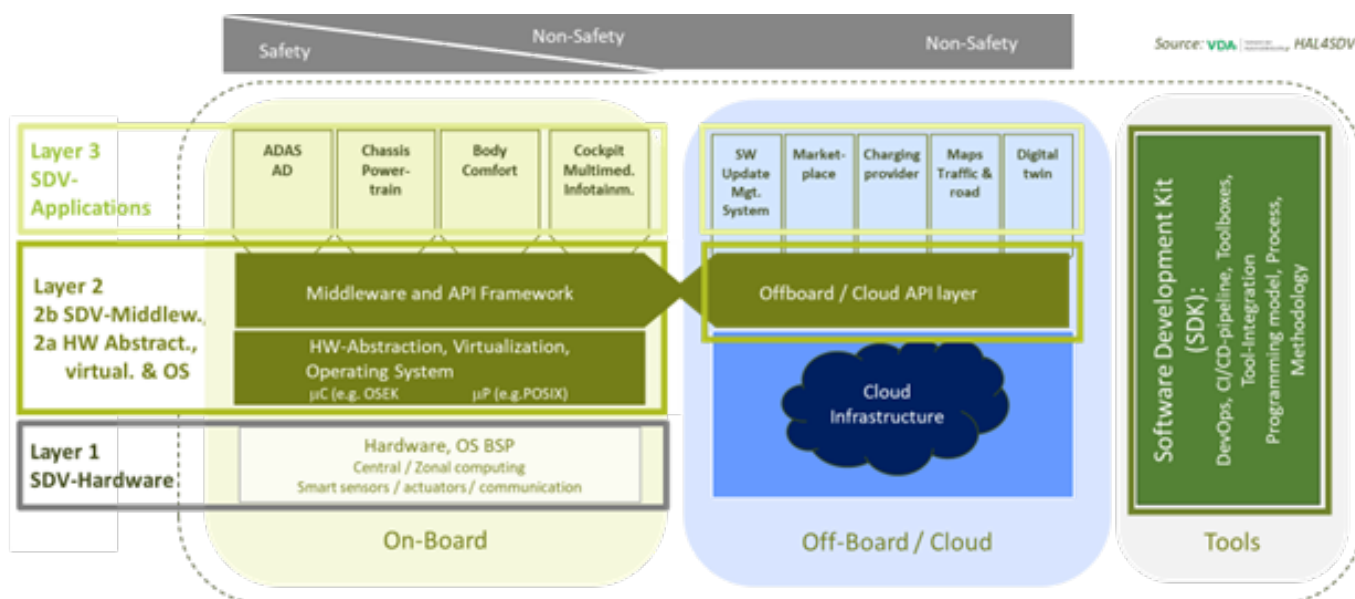 Safety
Non-Safety
Non-Safety
Source: VDA
HAL4SDV
Layer 3
SDV-
Applications
ADAS
AD
Chassis
Power-
train
Body
Comfort
Cockpit
Multimed.
Infotainm.
SW
Update
Mgt.
System
Market-
place
Charging
provider
Maps
Traffic &
road
Digital
twin
Layer 2
2b SDV-Middlew.,
2a HW Abstract.,
virtual. & OS
Middleware and API Framework
Offboard / Cloud API layer
HW-Abstraction, Virtualization,
Operating System
μC (e.g. OSEK
μP (e.g.POSIX)
Cloud
Infrastructure
Layer 1
SDV-Hardware
Hardware, OS BSP
Central / Zonal computing
Smart sensors / actuators / communication
On-Board
Off-Board / Cloud
Software Development Kit
(SDK):
DevOps, CI/CD-pipeline, Toolboxes,
Tool-Integration
Programming model, Process,
Methodology
Tools